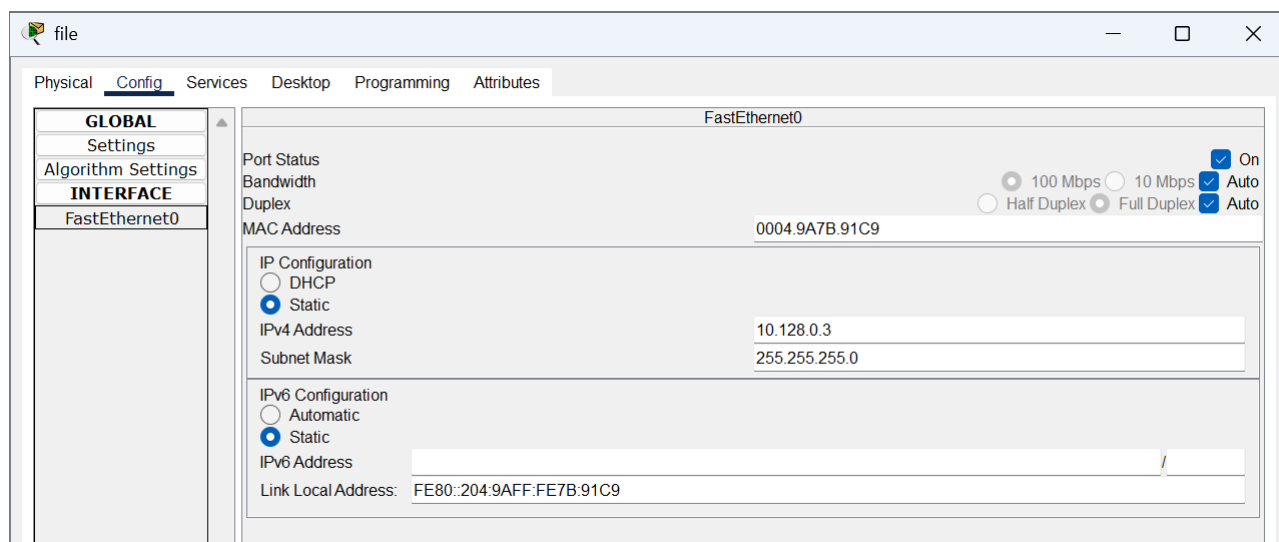 file
Physical Config Services Desktop Programming Attributes
GLOBAL
Settings
Algorithm Settings
INTERFACE
FastEthernet0
FastEthernet0
Port Status On
Bandwidth 100 Mbps 10 Mbps Auto
Duplex Half Duplex Full Duplex Auto
MAC Address 0004.9A7B.91C9
IP Configuration
DHCP
Static
IPv4 Address 10.128.0.3
Subnet Mask 255.255.255.0
IPv6 Configuration
Automatic
Static
IPv6 Address /
Link Local Address: FE80::204:9AFF:FE7B:91C9